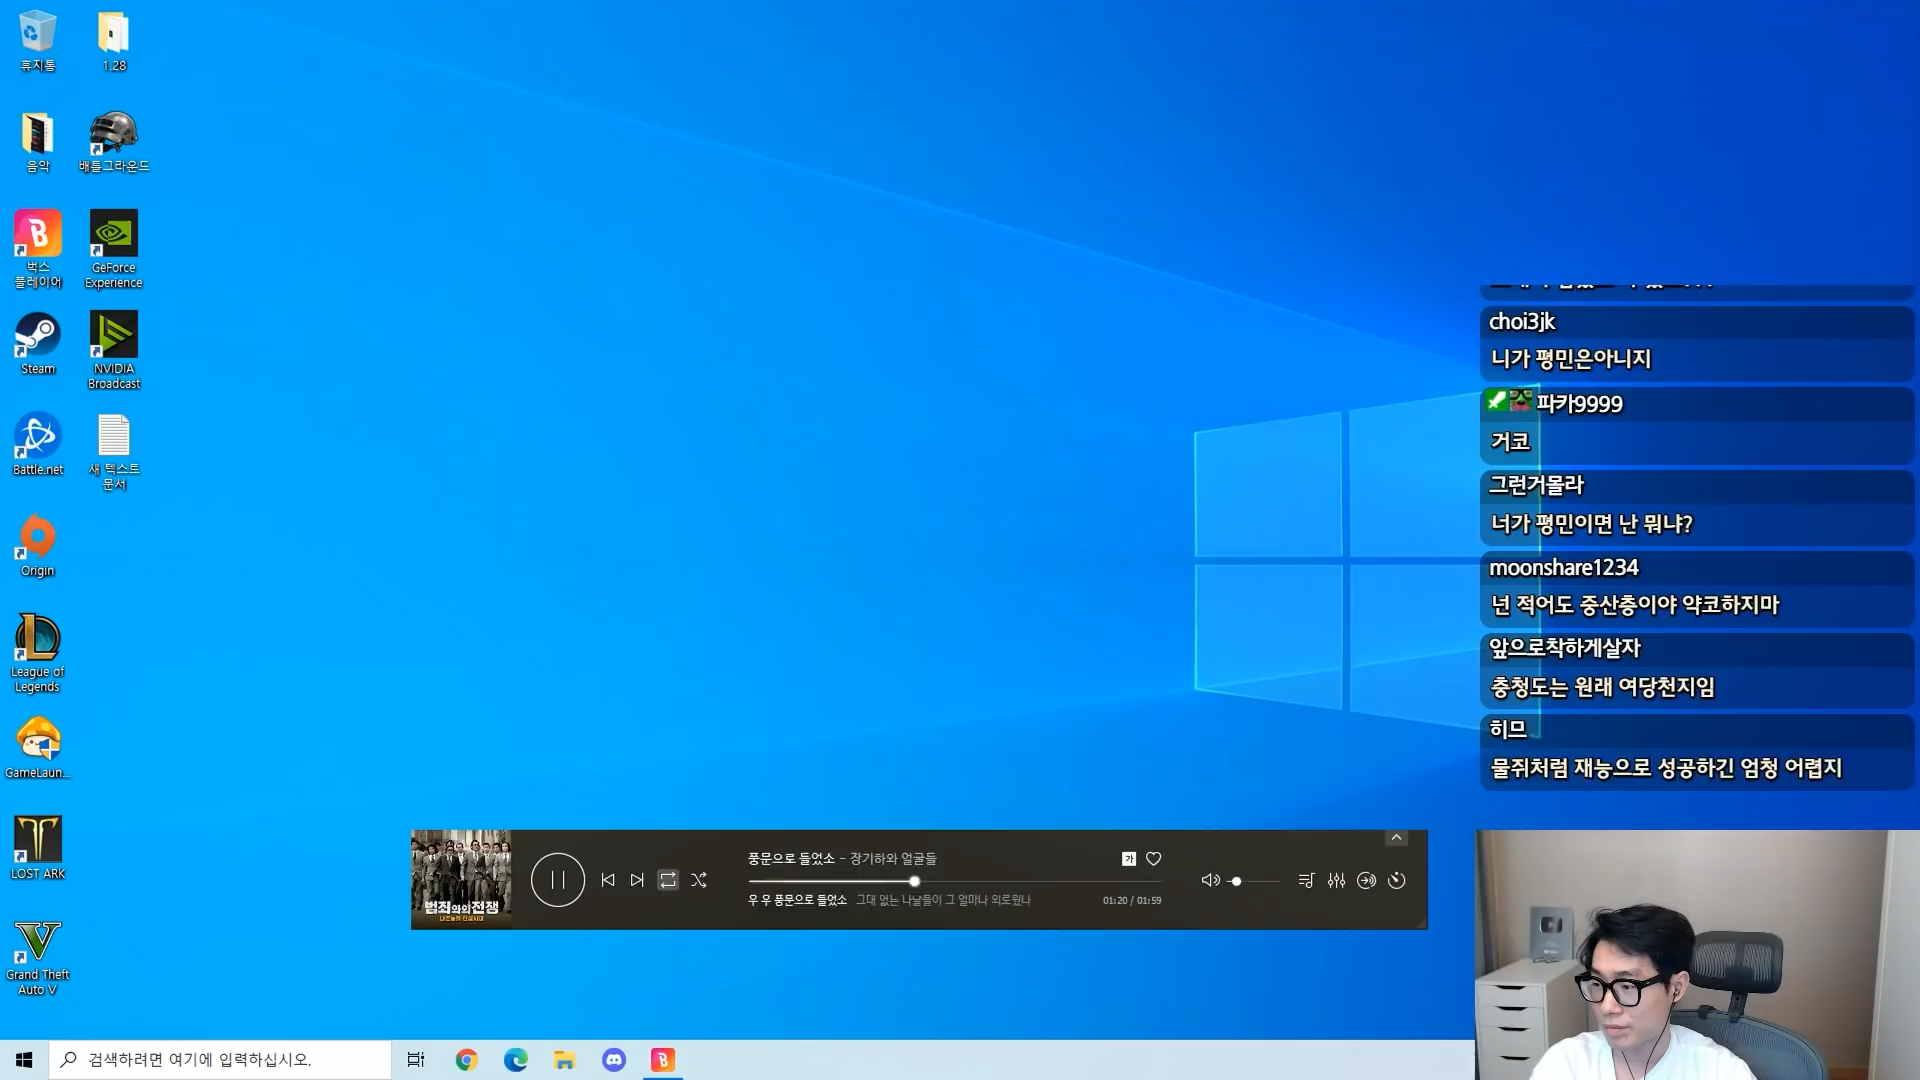 휴지통
1.28
음악
배틀그라운드
벅스
플레이어
GeForce
Experience
Steam
NVIDIA
Broadcast
Battle.net
새 텍스트
문서
Origin
League of
Legends
GameLaun...
LOST ARK
Grand Theft
Auto V
choi3jk
니가 평민은아니지
파카9999
거코
그런거몰라
너가 평민이면 난 뭐냐?
moonshare1234
넌 적어도 중산층이야 약코하지마
앞으로착하게살자
충청도는 원래 여당천지임
히므
물쥐처럼 재능으로 성공하긴 엄청 어렵지
범죄와의전쟁
풍문으로 들었소 - 장기하와 얼굴들
가
우 우 풍문으로 들었소 그대 없는 나날들이 그 얼마나 외로웠나
01:20 / 01:59
검색하려면 여기에 입력하십시오.